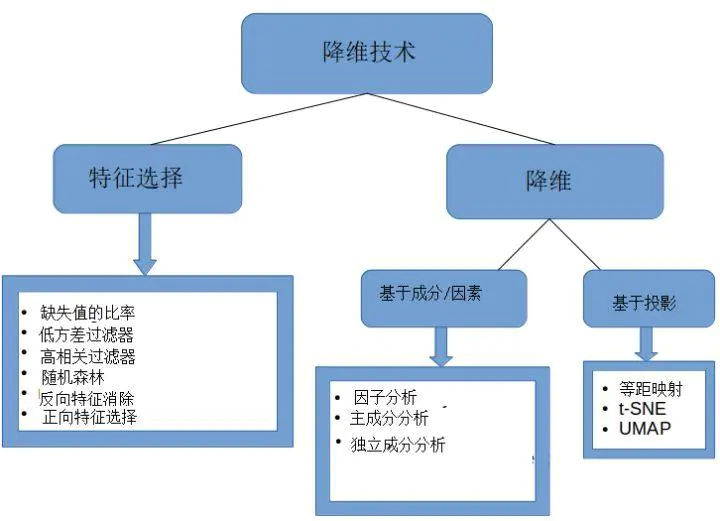 降维技术
特征选择
降维
基于成分/因素
基于投影
缺失值的比率
低方差过滤器
高相关过滤器
随机森林
反向特征消除
正向特征选择
因子分析
主成分分析
独立成分分析
等距映射
t-SNE
UMAP